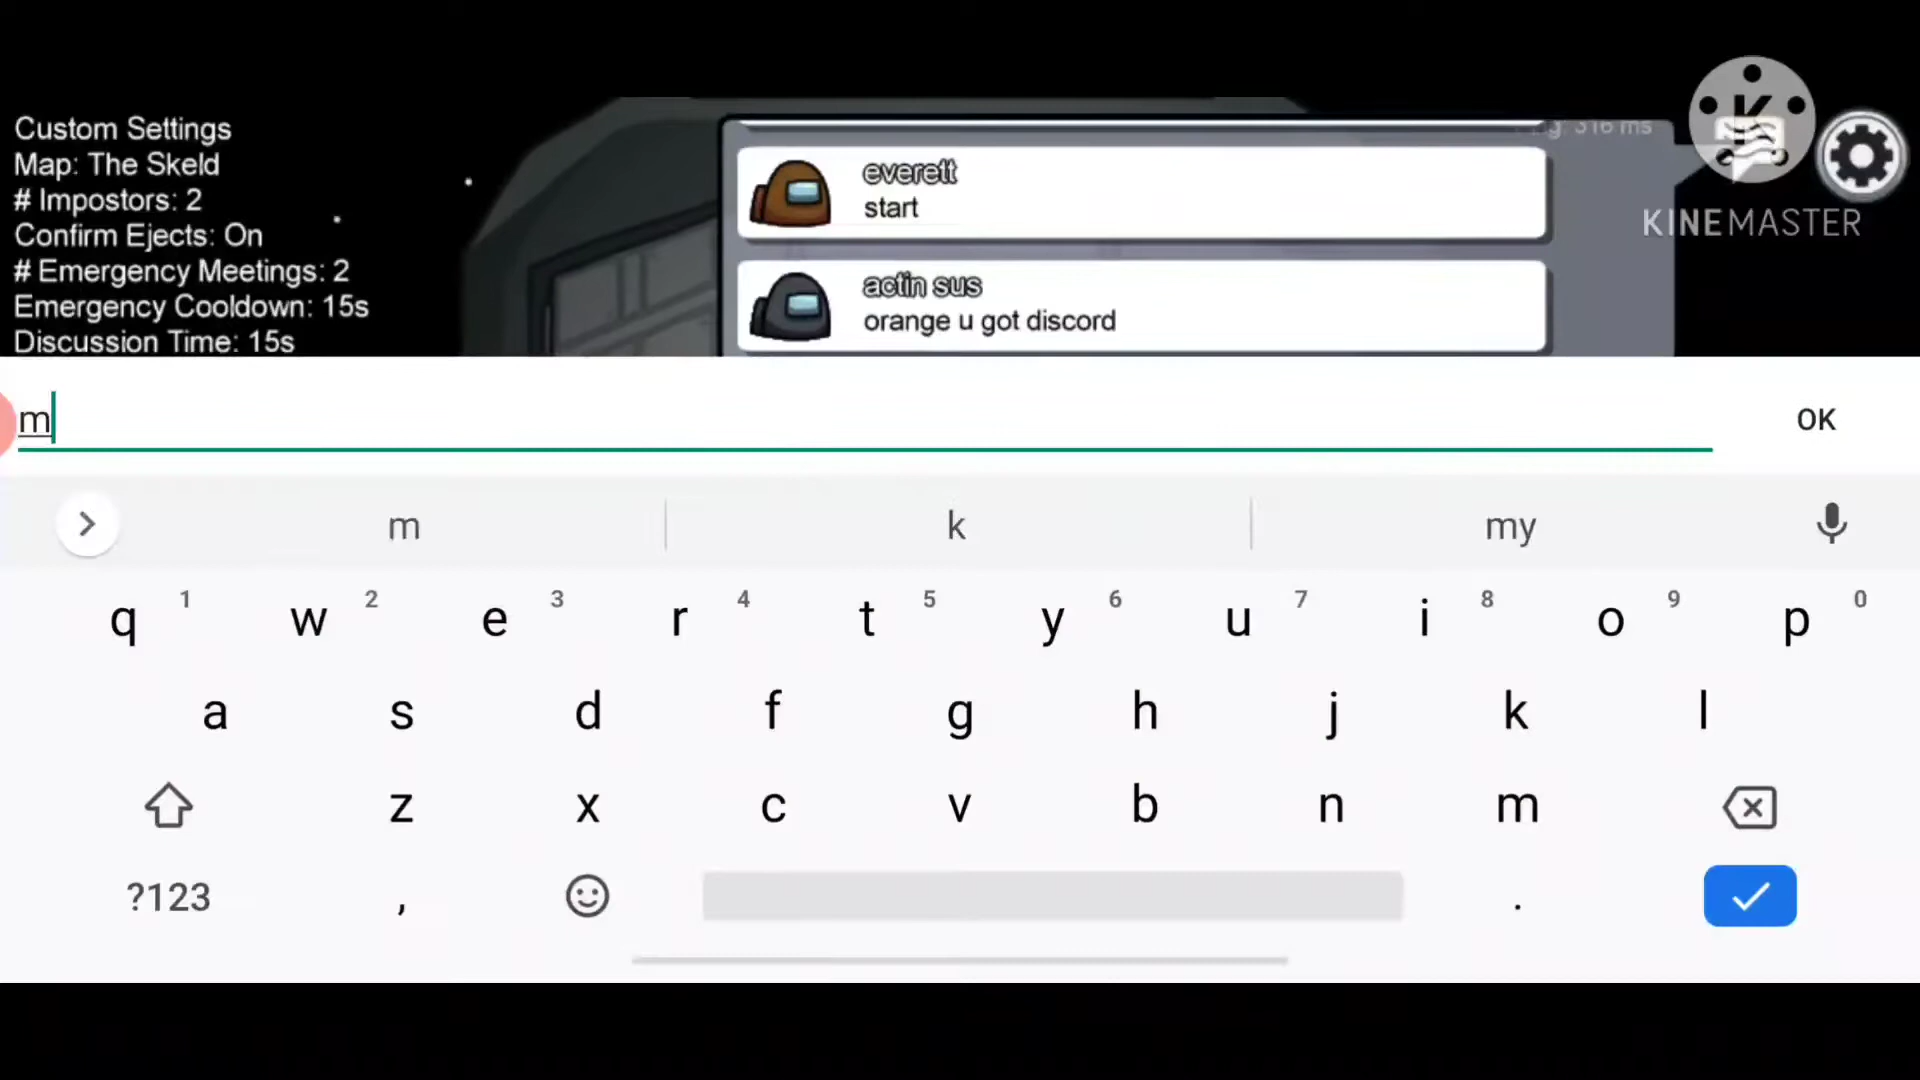 Custom Settings
Map: The Skeld
# Impostors: 2
Confirm Ejects: On
# Emergency Meetings: 2
Emergency Cooldown: 15s
Discussion Time: 15s
316 ms
everett
start
actin sus
orange u got discord
K
KINEMASTER
m
OK
m k my
q 1 w 2 e 3 r 4 t 5 y 6 u 7 i 8 o 9 p 0
a s d f g h j k l
z x c v b n m
?123 , .